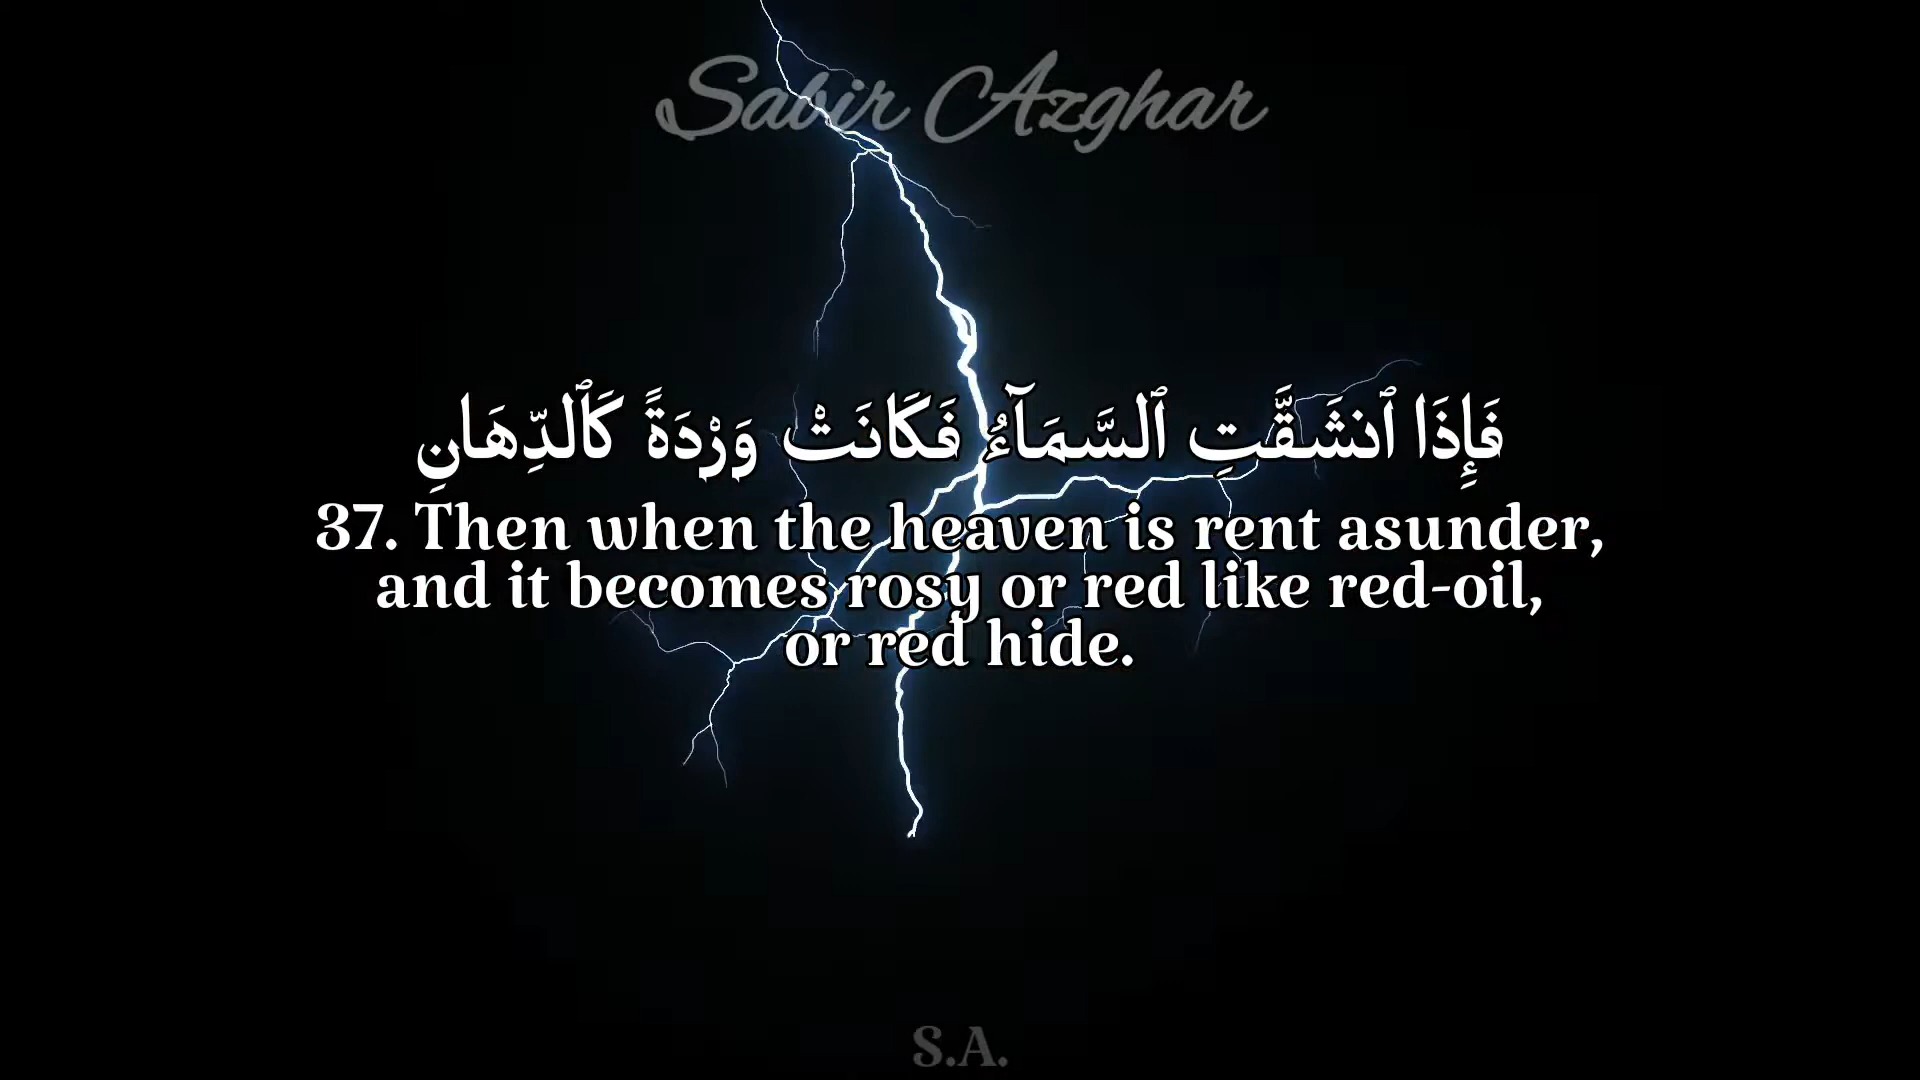 Sabir Azghar
فَإِذَا ٱنشَقَّتِ ٱلسَّمَآءُ فَكَانَتْ وَرْدَةً كَٱلدِّهَانِ
37. Then when the heaven is rent asunder,
and it becomes rosy or red like red-oil,
or red hide.
S.A.